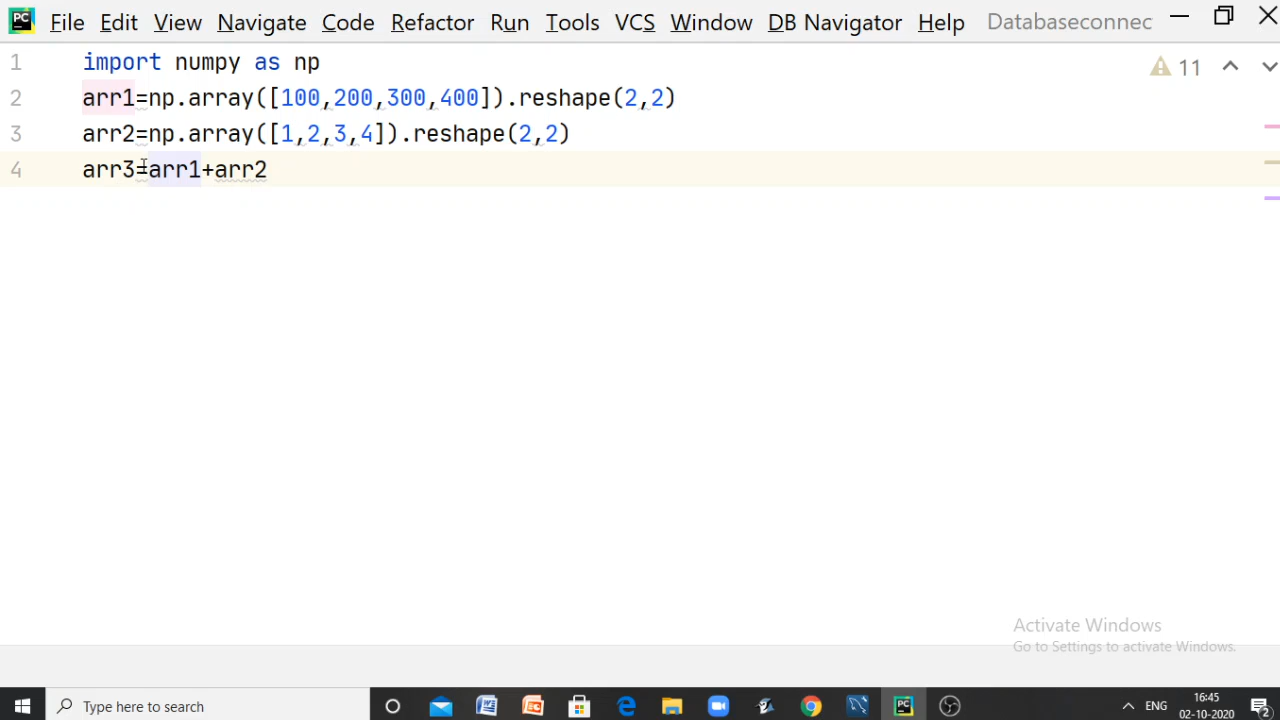 PC File Edit View Navigate Code Refactor Run Tools VCS Window DB Navigator Help Databaseconnec
1 import numpy as np
11
2 arr1=np.array([100,200,300,400]).reshape(2,2)
3 arr2=np.array([1,2,3,4]).reshape(2,2)
4 arr3=arr1+arr2
Activate Windows
Go to Settings to activate Windows.
Type here to search
PC
ENG
16:45
02-10-2020
2